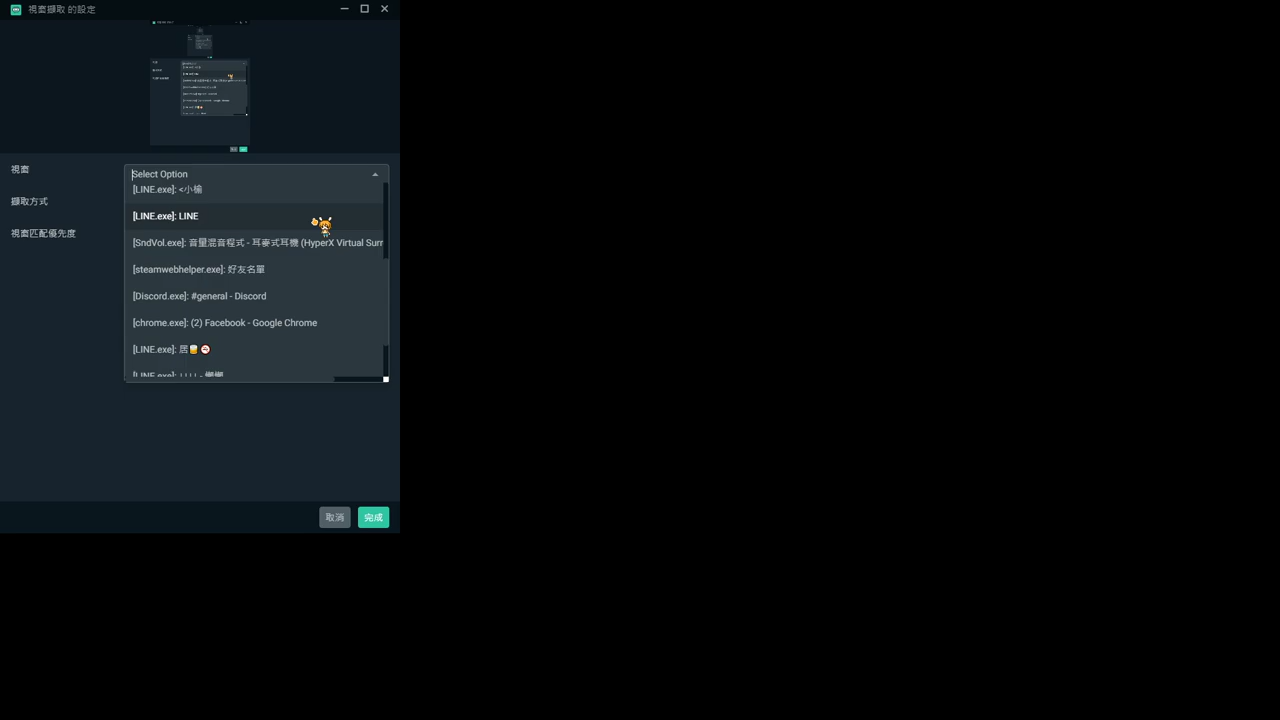 視窗擷取 的設定
視窗
Select Option
[LINE.exe]: <小榆
擷取方式
[LINE.exe]: LINE
視窗匹配優先度
[SndVol.exe]: 音量混音程式 - 耳麥式耳機 (HyperX Virtual Surr
[steamwebhelper.exe]: 好友名單
[Discord.exe]: #general - Discord
[chrome.exe]: (2) Facebook - Google Chrome
[LINE.exe]: 居🍺🍥
[LINE.exe]:
取消
完成